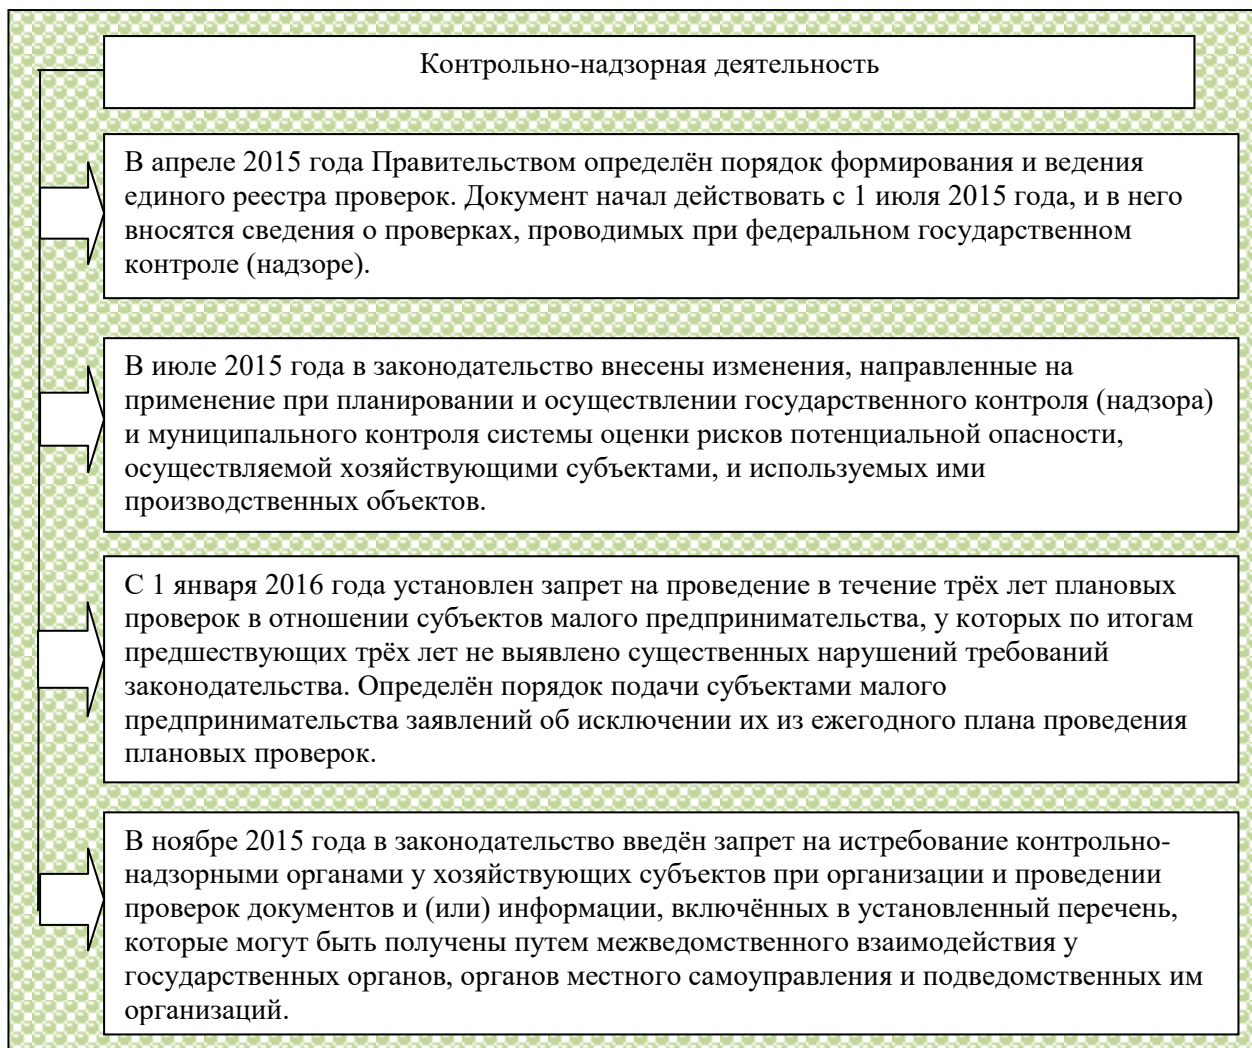 Контрольно-надзорная деятельность
В апреле 2015 года Правительством определён порядок формирования и ведения
единого реестра проверок. Документ начал действовать с 1 июля 2015 года, и в него
вносятся сведения о проверках, проводимых при федеральном государственном
контроле (надзоре).
В июле 2015 года в законодательство внесены изменения, направленные на
применение при планировании и осуществлении государственного контроля (надзора)
и муниципального контроля системы оценки рисков потенциальной опасности,
осуществляемой хозяйствующими субъектами, и используемых ими
производственных объектов.
С 1 января 2016 года установлен запрет на проведение в течение трёх лет плановых
проверок в отношении субъектов малого предпринимательства, у которых по итогам
предшествующих трёх лет не выявлено существенных нарушений требований
законодательства. Определён порядок подачи субъектами малого
предпринимательства заявлений об исключении их из ежегодного плана проведения
плановых проверок.
В ноябре 2015 года в законодательство введён запрет на истребование контрольно-
надзорными органами у хозяйствующих субъектов при организации и проведении
проверок документов и (или) информации, включённых в установленный перечень,
которые могут быть получены путем межведомственного взаимодействия у
государственных органов, органов местного самоуправления и подведомственных им
организаций.